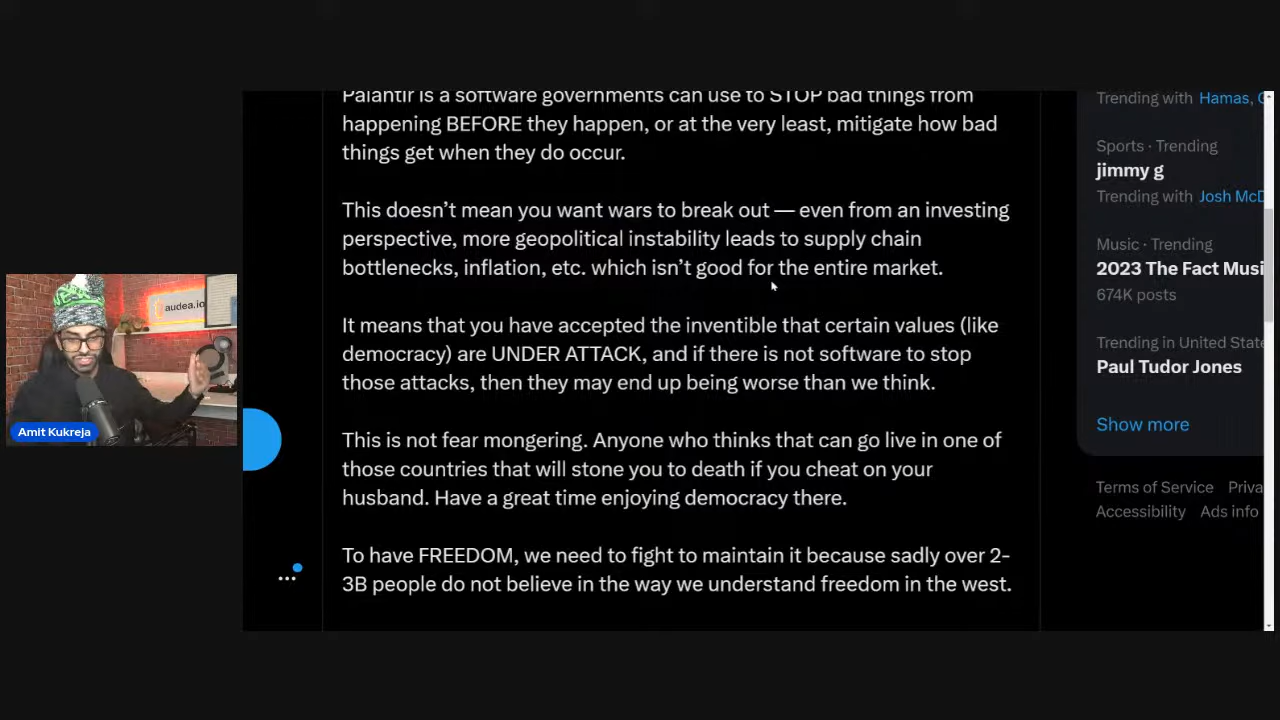 Palantir is a software governments can use to STOP bad things from
happening BEFORE they happen, or at the very least, mitigate how bad
things get when they do occur.
This doesn't mean you want wars to break out — even from an investing
perspective, more geopolitical instability leads to supply chain
bottlenecks, inflation, etc. which isn't good for the entire market.
It means that you have accepted the inventible that certain values (like
democracy) are UNDER ATTACK, and if there is not software to stop
those attacks, then they may end up being worse than we think.
This is not fear mongering. Anyone who thinks that can go live in one of
those countries that will stone you to death if you cheat on your
husband. Have a great time enjoying democracy there.
To have FREEDOM, we need to fight to maintain it because sadly over 2-
3B people do not believe in the way we understand freedom in the west.
Trending with Hamas,
Sports · Trending
jimmy g
Trending with Josh McD
Music · Trending
2023 The Fact Musi
674K posts
Trending in United State
Paul Tudor Jones
Show more
Terms of Service Priva
Accessibility Ads info
audea.io
Amit Kukreja